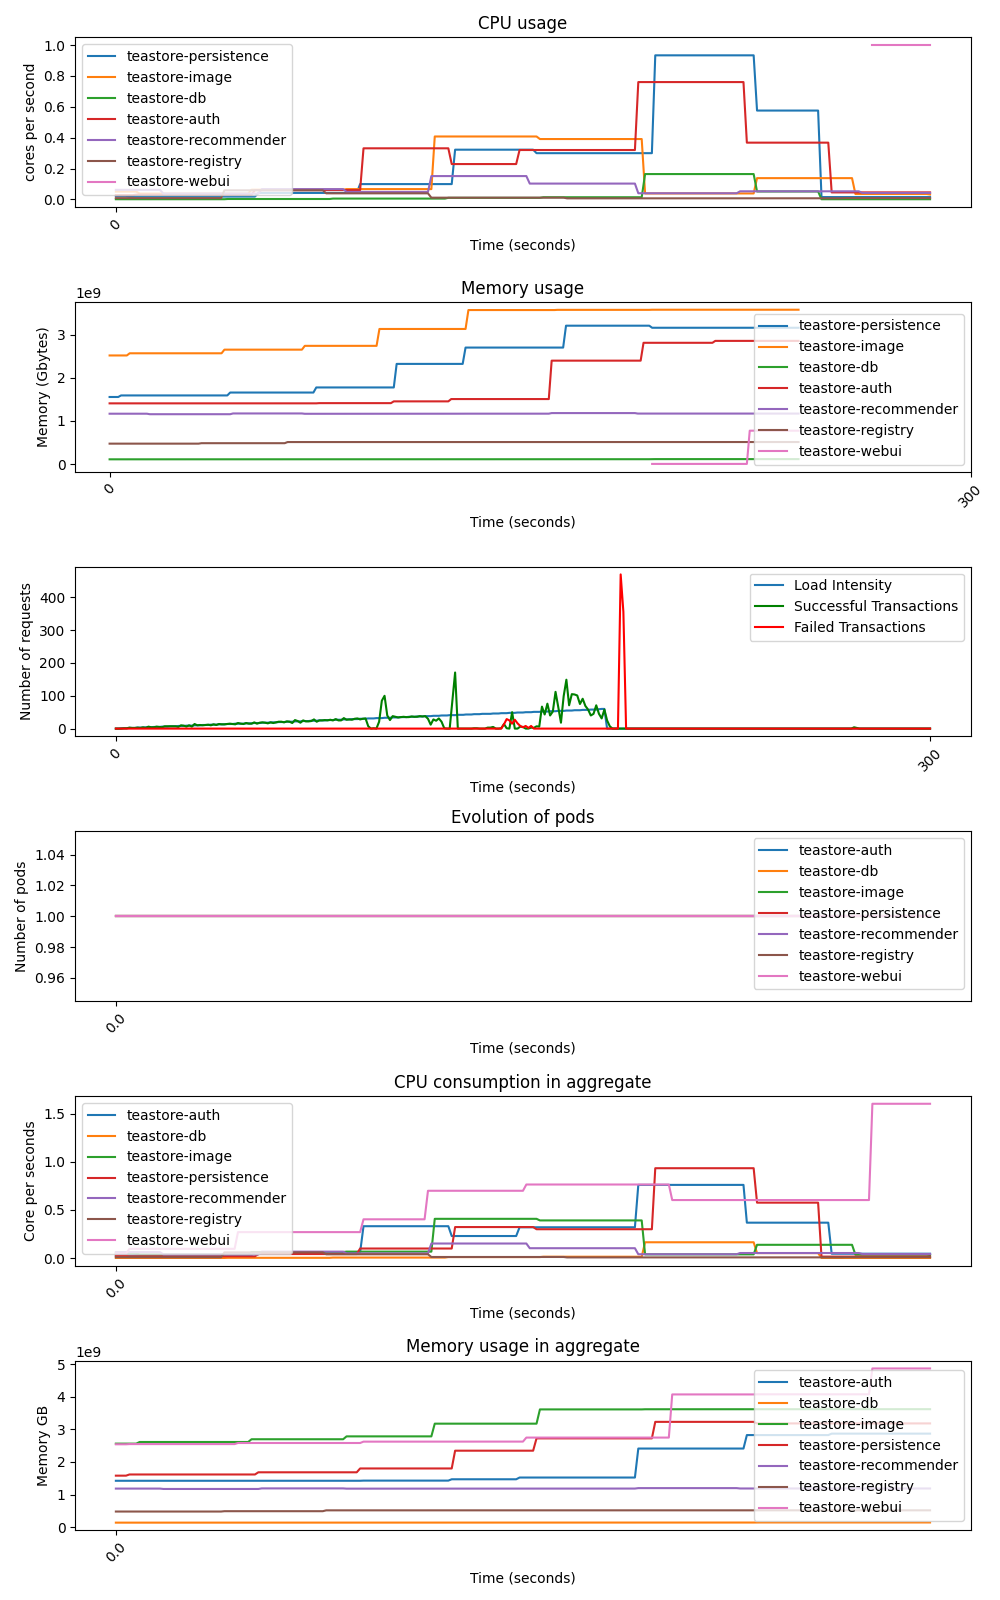 CPU usage
cores per second
1.0
0.8
0.6
0.4
0.2
0.0
teastore-persistence
teastore-image
teastore-db
teastore-auth
teastore-recommender
teastore-registry
teastore-webui
0
Time (seconds)
Memory usage
1e9
Memory (Gbytes)
3
2
1
0
teastore-persistence
teastore-image
teastore-db
teastore-auth
teastore-recommender
teastore-registry
teastore-webui
0
300
Time (seconds)
Number of requests
400
300
200
100
0
Load Intensity
Successful Transactions
Failed Transactions
0
300
Time (seconds)
Evolution of pods
Number of pods
1.04
1.02
1.00
0.98
0.96
teastore-auth
teastore-db
teastore-image
teastore-persistence
teastore-recommender
teastore-registry
teastore-webui
0.0
Time (seconds)
CPU consumption in aggregate
Core per seconds
1.5
1.0
0.5
0.0
teastore-auth
teastore-db
teastore-image
teastore-persistence
teastore-recommender
teastore-registry
teastore-webui
0.0
Time (seconds)
Memory usage in aggregate
1e9
Memory GB
5
4
3
2
1
0
teastore-auth
teastore-db
teastore-image
teastore-persistence
teastore-recommender
teastore-registry
teastore-webui
0.0
Time (seconds)